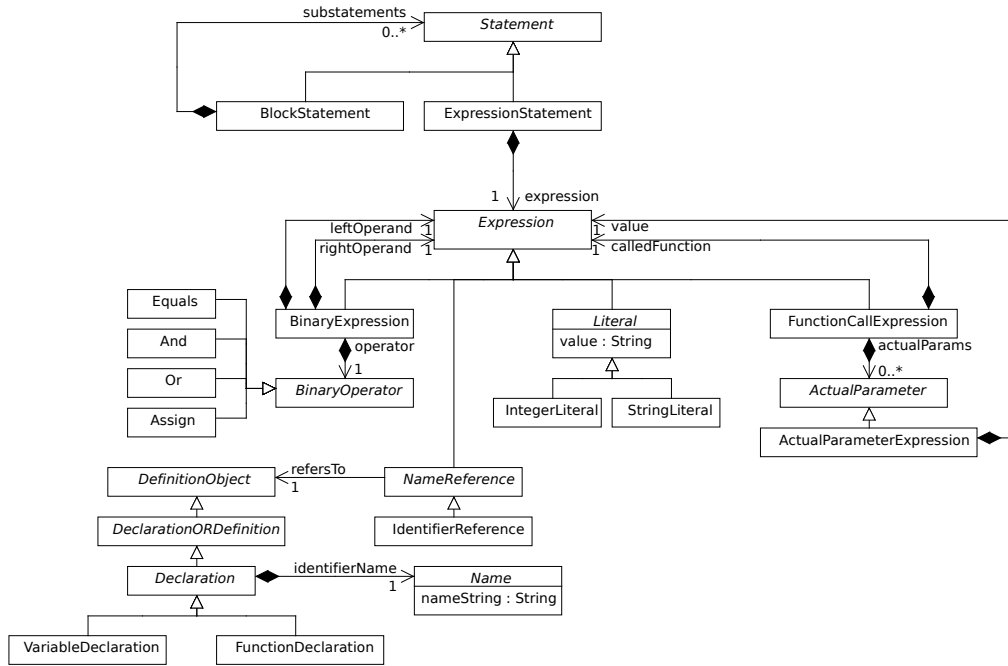 substatements
0..*
Statement
BlockStatement
ExpressionStatement
1 expression
Expression
leftOperand 1
rightOperand 1
1 value
1 calledFunction
Equals
And
Or
Assign
BinaryExpression
operator
1
BinaryOperator
Literal
value : String
IntegerLiteral
StringLiteral
FunctionCallExpression
actualParams
0..*
ActualParameter
ActualParameterExpression
DefinitionObject
refersTo
1
NameReference
DeclarationORDefinition
IdentifierReference
Declaration
identifierName
1
Name
nameString : String
VariableDeclaration
FunctionDeclaration